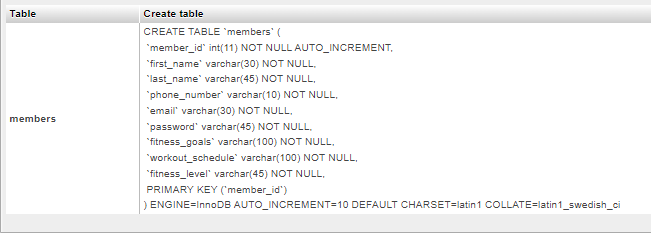 Table Create table
members
CREATE TABLE `members` (
`member_id` int(11) NOT NULL AUTO_INCREMENT,
`first_name` varchar(30) NOT NULL,
`last_name` varchar(45) NOT NULL,
`phone_number` varchar(10) NOT NULL,
`email` varchar(30) NOT NULL,
`password` varchar(45) NOT NULL,
`fitness_goals` varchar(100) NOT NULL,
`workout_schedule` varchar(100) NOT NULL,
`fitness_level` varchar(45) NOT NULL,
PRIMARY KEY (`member_id`)
) ENGINE=InnoDB AUTO_INCREMENT=10 DEFAULT CHARSET=latin1 COLLATE=latin1_swedish_ci